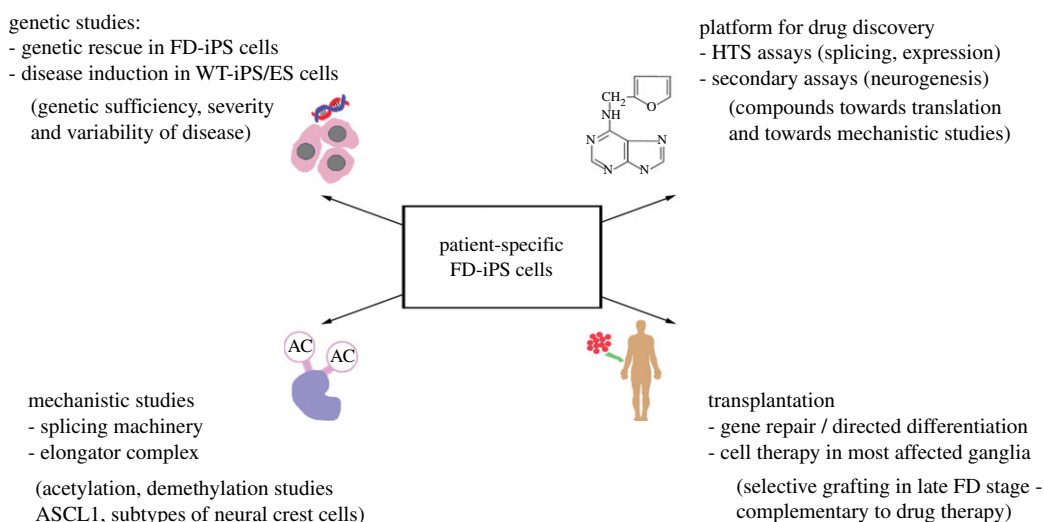 genetic studies:
- genetic rescue in FD-iPS cells
- disease induction in WT-iPS/ES cells
(genetic sufficiency, severity
and variability of disease)
platform for drug discovery
- HTS assays (splicing, expression)
- secondary assays (neurogenesis)
(compounds towards translation
and towards mechanistic studies)
CH2
O
NH
N
N
N
N
patient-specific
FD-iPS cells
AC
AC
mechanistic studies
- splicing machinery
- elongator complex
(acetylation, demethylation studies
ASCL1, subtypes of neural crest cells)
transplantation
- gene repair / directed differentiation
- cell therapy in most affected ganglia
(selective grafting in late FD stage -
complementary to drug therapy)